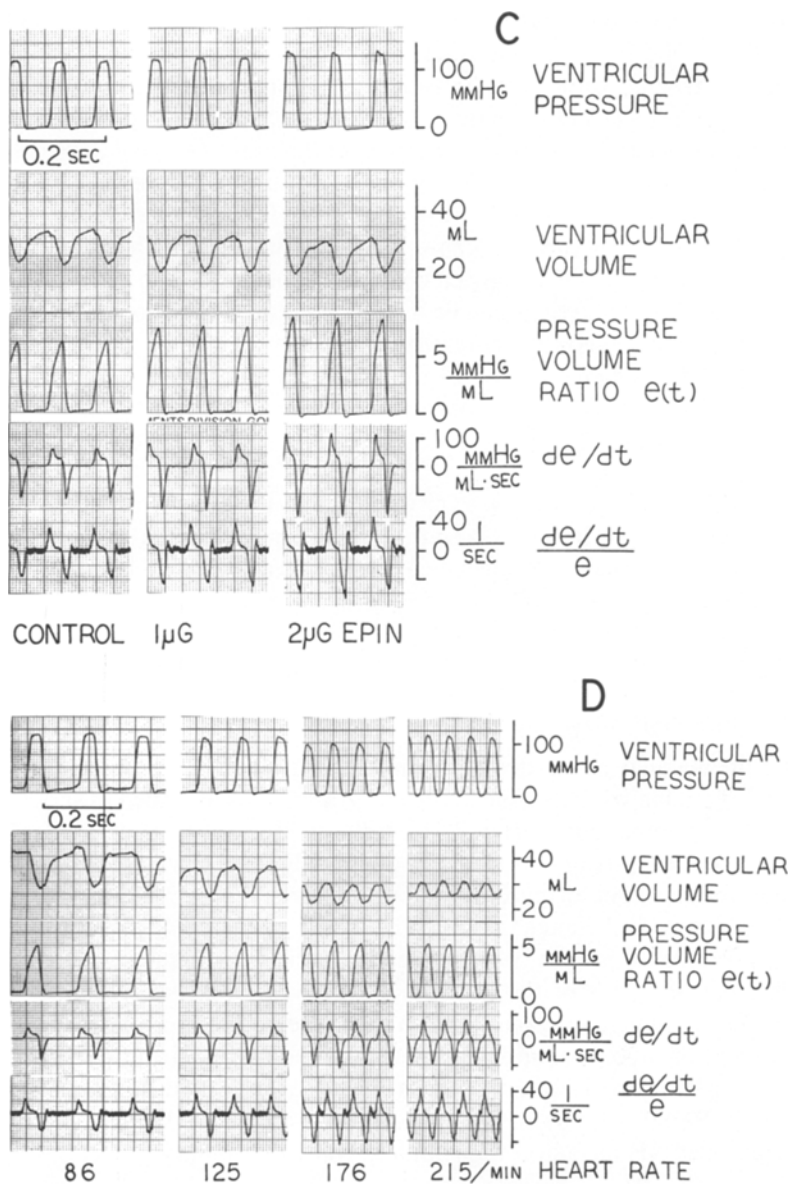 C
100
MMHG
0
VENTRICULAR
PRESSURE
0.2 SEC
40
ML
20
VENTRICULAR
VOLUME
5
MMHG
ML
0
PRESSURE
VOLUME
RATIO e(t)
MENTS DIVISION
100
0
MMHG
ML·SEC
de/dt
40
0
1
SEC
de/dt
e
CONTROL 1µG 2µG EPIN
D
100
MMHG
0
VENTRICULAR
PRESSURE
0.2 SEC
40
ML
20
VENTRICULAR
VOLUME
5
MMHG
ML
0
PRESSURE
VOLUME
RATIO e(t)
100
0
MMHG
ML·SEC
de/dt
40
0
1
SEC
de/dt
e
86 125 176 215/MIN HEART RATE